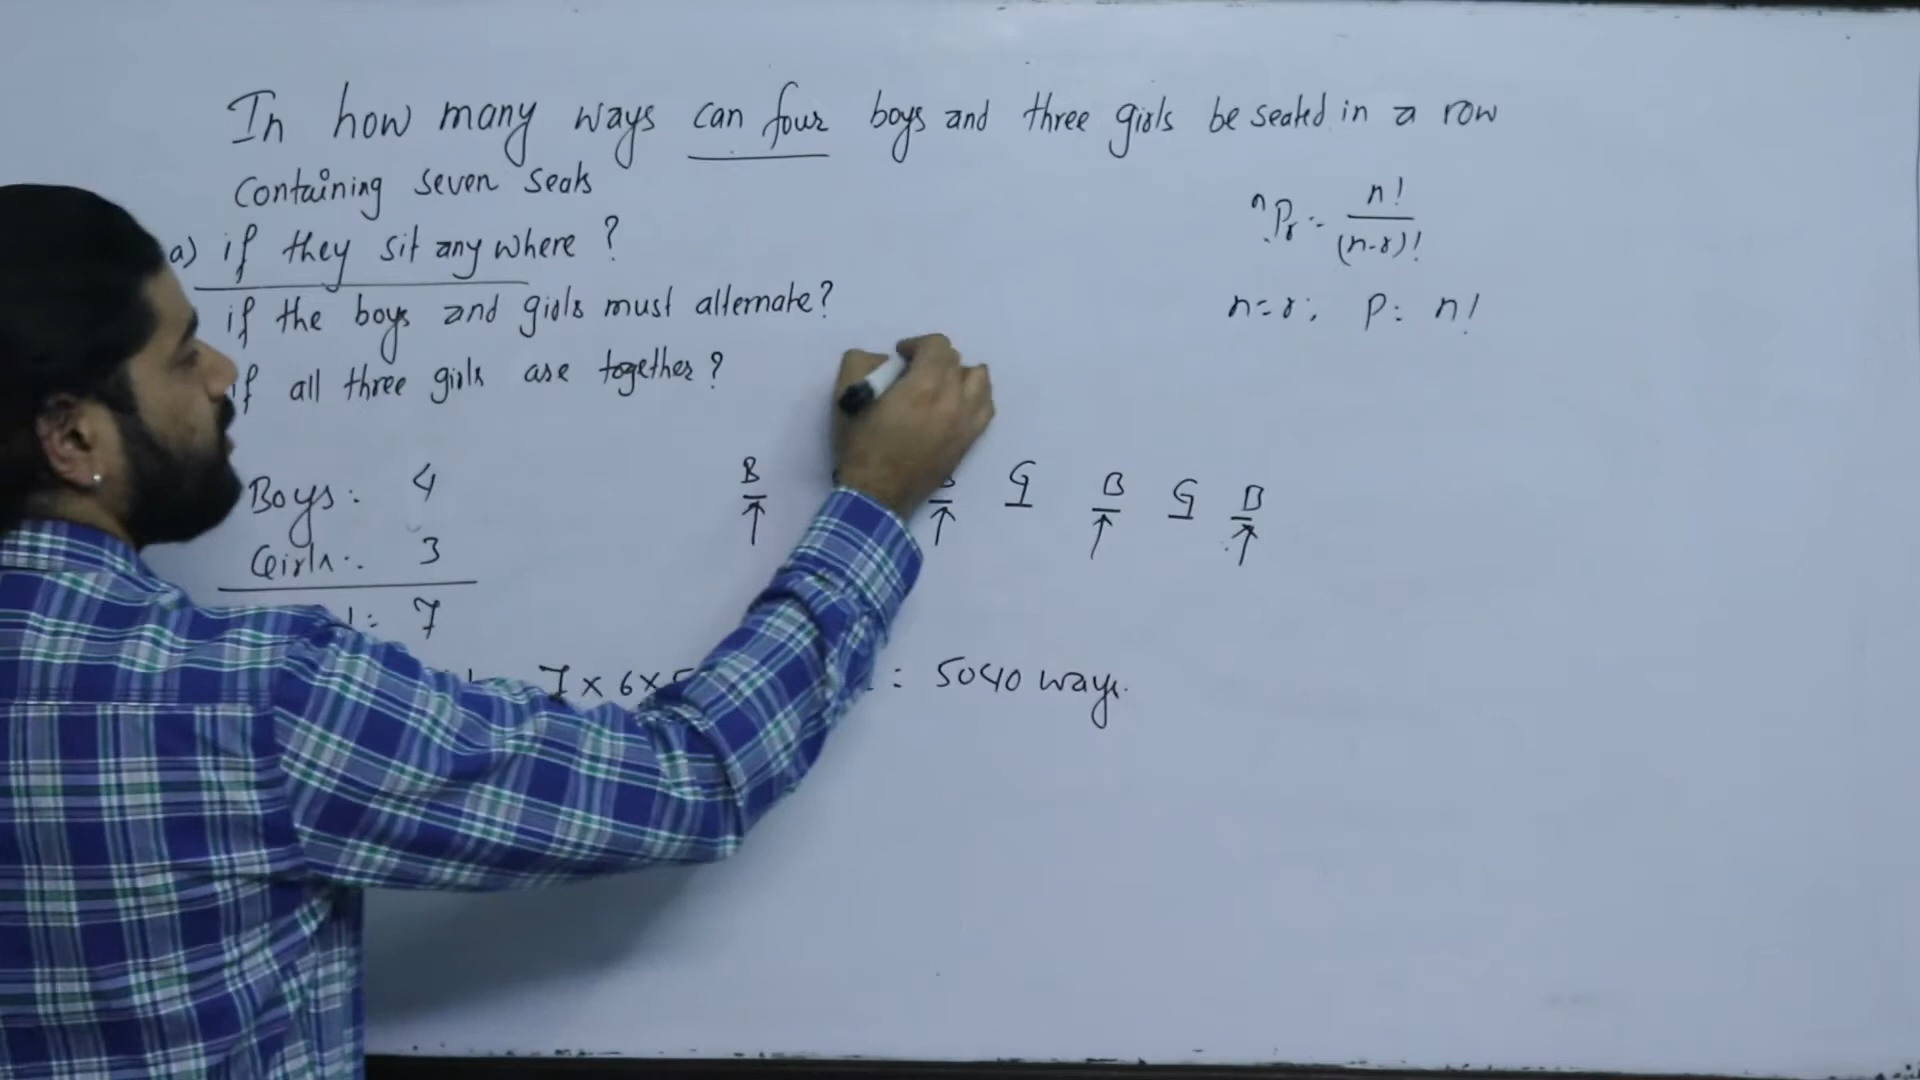 In how many ways can four boys and three girls be seated in a row
containing seven seats
a) if they sit anywhere ?
if the boys and girls must alternate?
if all three girls are together ?
nPr = n! / (n-r)!
n=r; P= n!
B B G B G B
Boys: 4
Girls: 3
7
7 x 6 x 5 = 5040 ways.